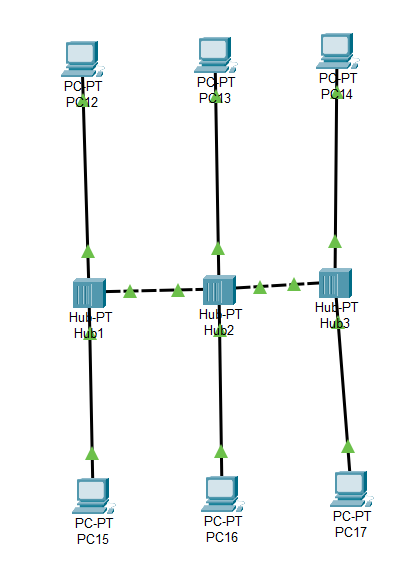 PC-PT
PC12
PC-PT
PC13
PC-PT
PC14
Hub-PT
Hub1
Hub-PT
Hub2
Hub-PT
Hub3
PC-PT
PC15
PC-PT
PC16
PC-PT
PC17